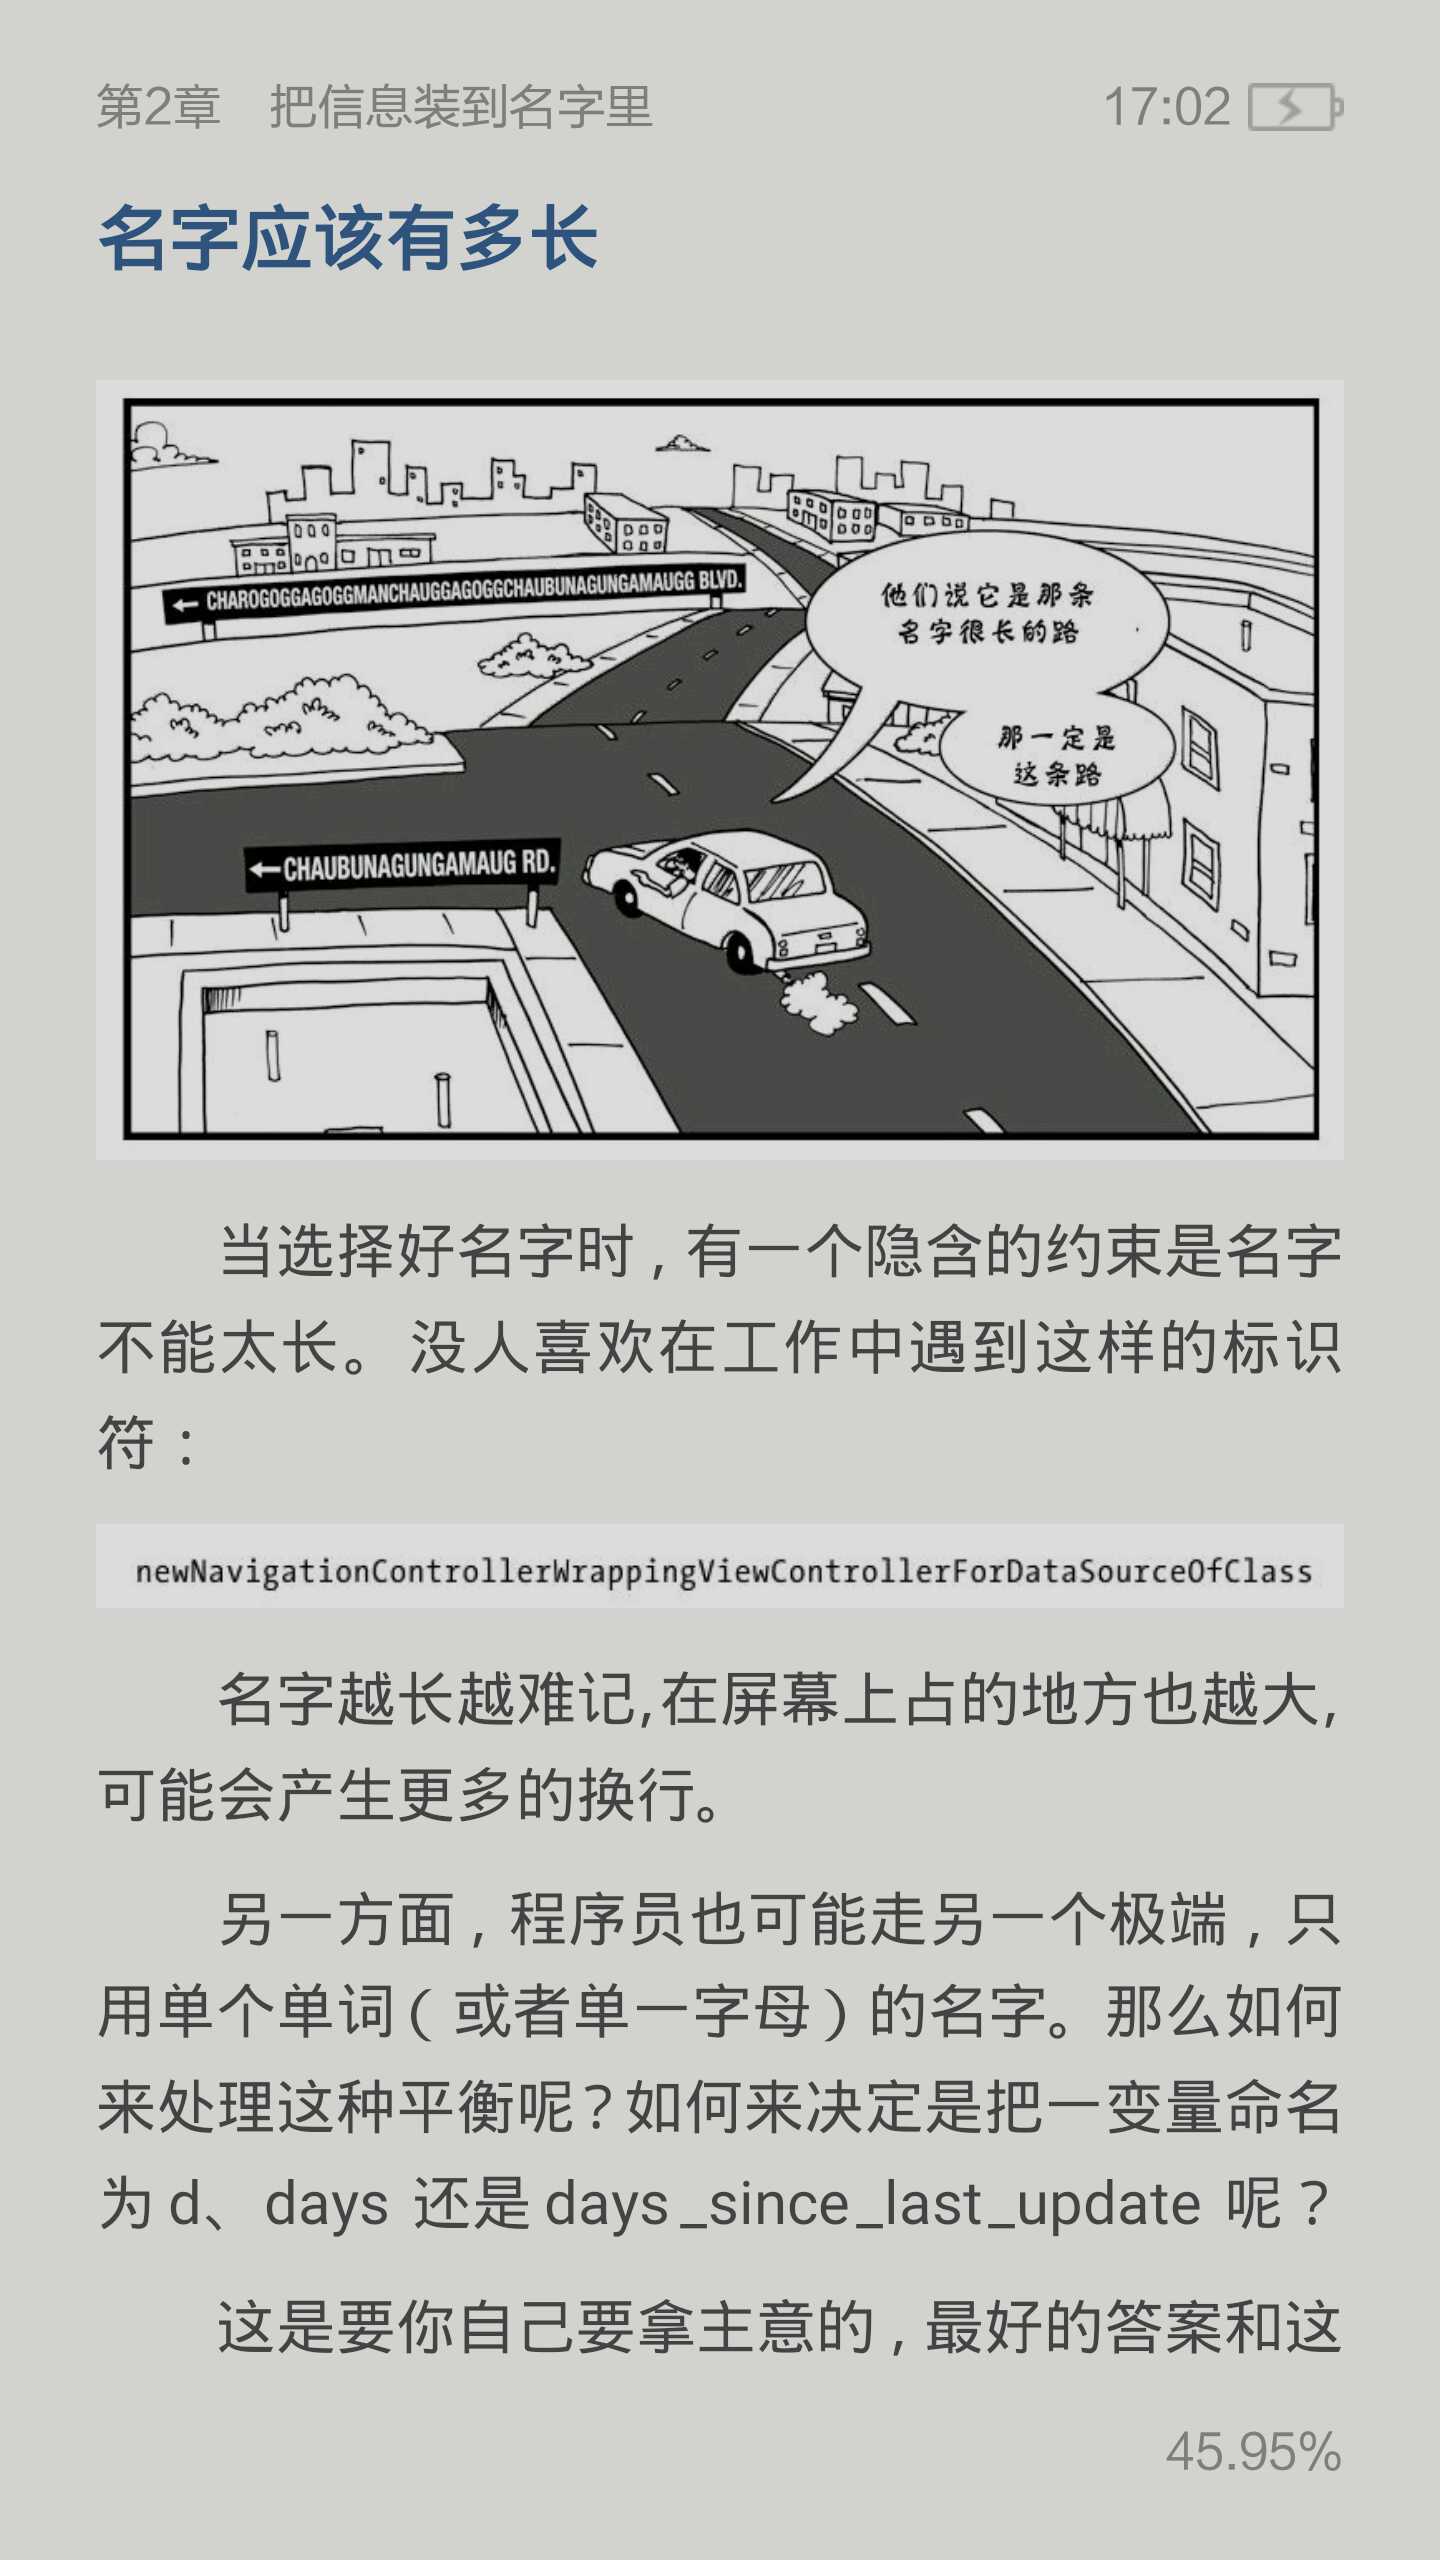 第2章　把信息装到名字里
17:02
名字应该有多长
← CHAROGOGGAGOGGMANCHAUGGAGOGGCHAUBUNAGUNGAMAUGG BLVD.
他们说它是那条
名字很长的路
那一定是
这条路
←CHAUBUNAGUNGAMAUG RD.
当选择好名字时，有一个隐含的约束是名字
不能太长。没人喜欢在工作中遇到这样的标识
符：
newNavigationControllerWrappingViewControllerForDataSourceOfClass
名字越长越难记，在屏幕上占的地方也越大，
可能会产生更多的换行。
另一方面，程序员也可能走另一个极端，只
用单个单词（或者单一字母）的名字。那么如何
来处理这种平衡呢？如何来决定是把一变量命名
为 d、days 还是 days_since_last_update 呢？
这是要你自己要拿主意的，最好的答案和这
45.95%